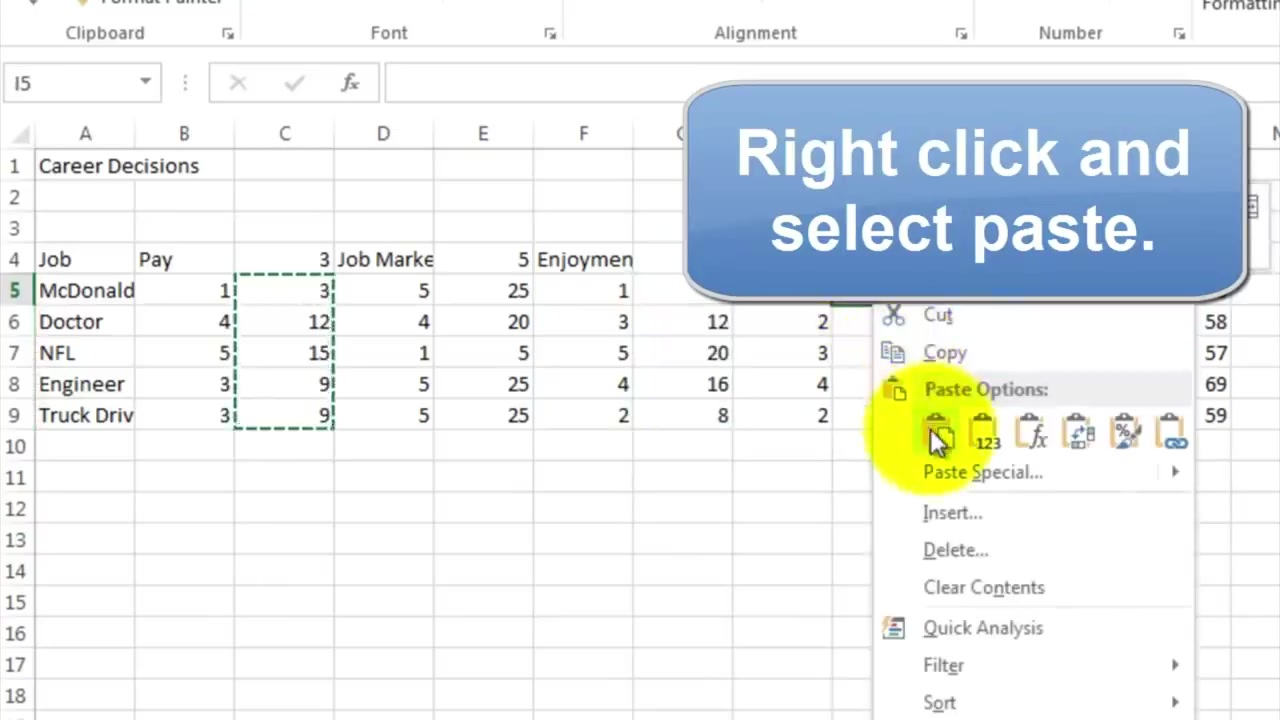 Format Painter
Formattin
Clipboard Font Alignment Number
I5 fx
Right click and
select paste.
A B C D E F
1 Career Decisions
2
3
4 Job Pay 3 Job Marke 5 Enjoymen
5 McDonald 1 3 5 25 1
6 Doctor 4 12 4 20 3 12 2 58
7 NFL 5 15 1 5 5 20 3 57
8 Engineer 3 9 5 25 4 16 4 69
9 Truck Driv 3 9 5 25 2 8 2 59
10
11
12
13
14
15
16
17
18
Cut
Copy
Paste Options:
123 fx %
Paste Special...
Insert...
Delete...
Clear Contents
Quick Analysis
Filter
Sort